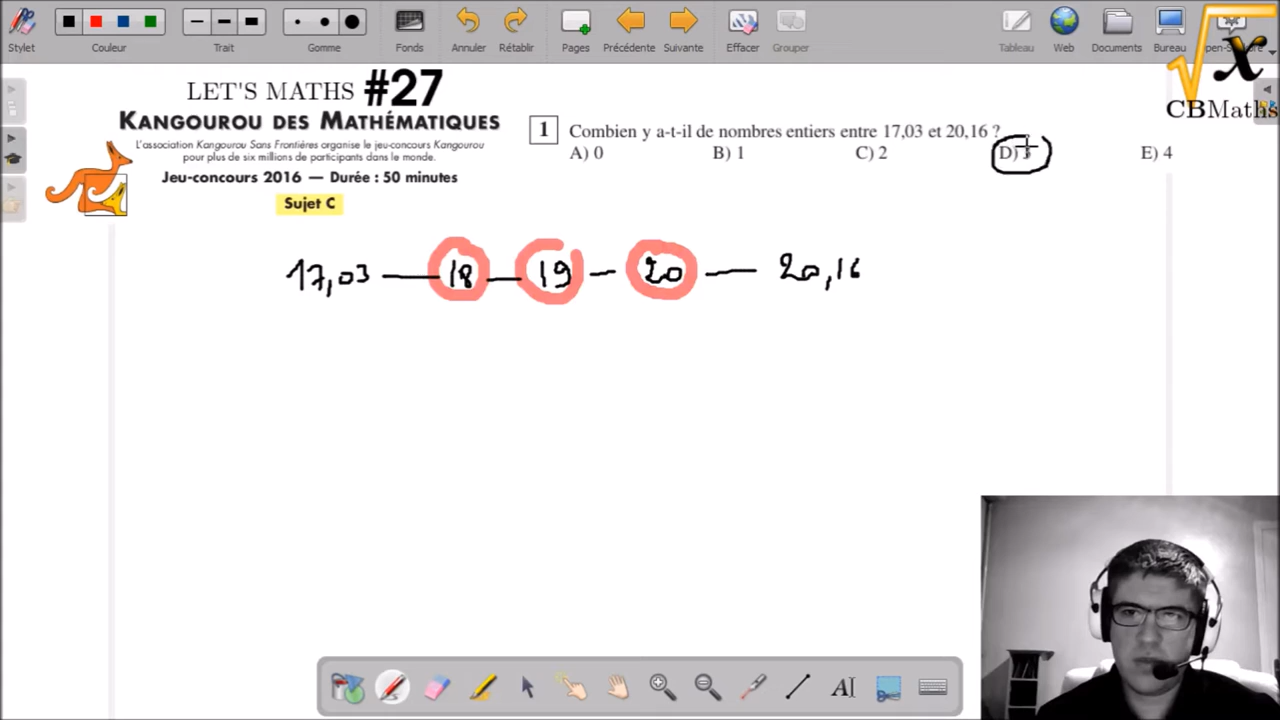 Stylet Couleur Trait Gomme Fonds Annuler Rétablir Pages Précédente Suivante Effacer Grouper Tableau Web Documents Bureau
x
CBMaths
LET'S MATHS #27
KANGOUROU DES MATHÉMATIQUES
L'association Kangourou Sans Frontières organise le jeu-concours Kangourou
pour plus de six millions de participants dans le monde.
Jeu-concours 2016 — Durée : 50 minutes
Sujet C
1 Combien y a-t-il de nombres entiers entre 17,03 et 20,16 ?
A) 0 B) 1 C) 2 D) 3 E) 4
17,03 — 18 — 19 — 20 — 20,16
AI